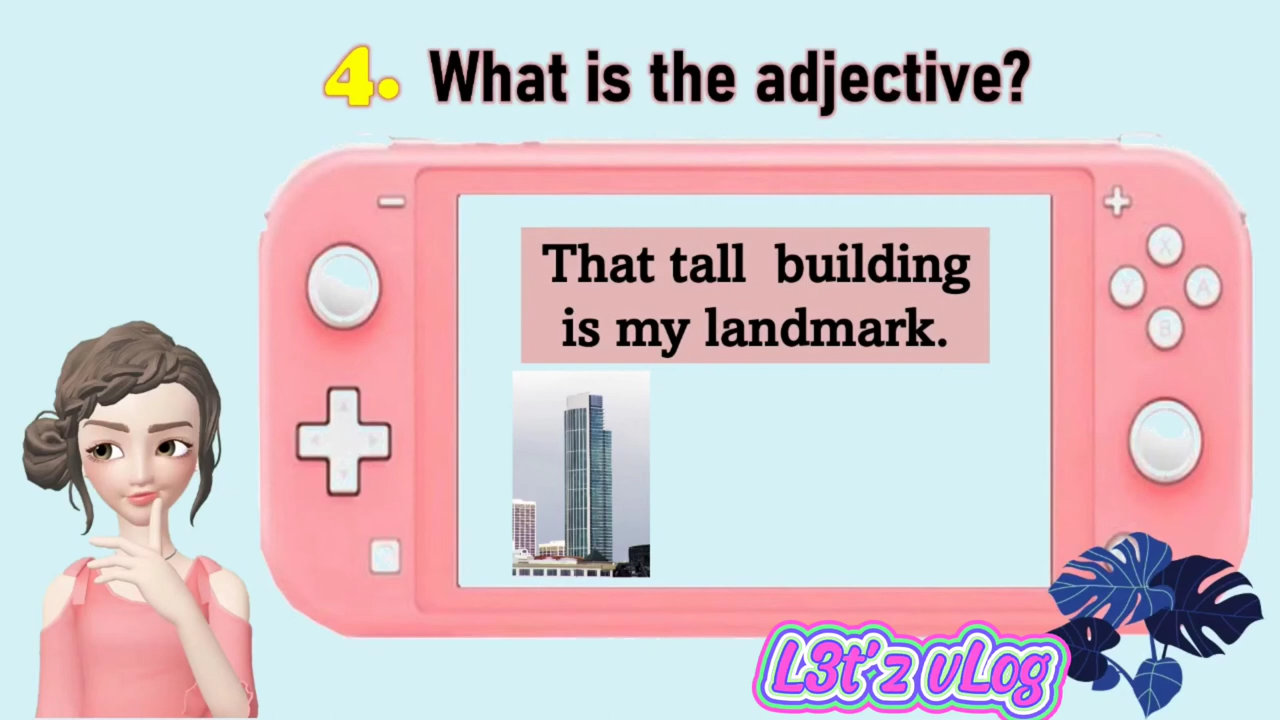 4. What is the adjective?
That tall building
is my landmark.
X
Y
A
B
L3t'z vLog